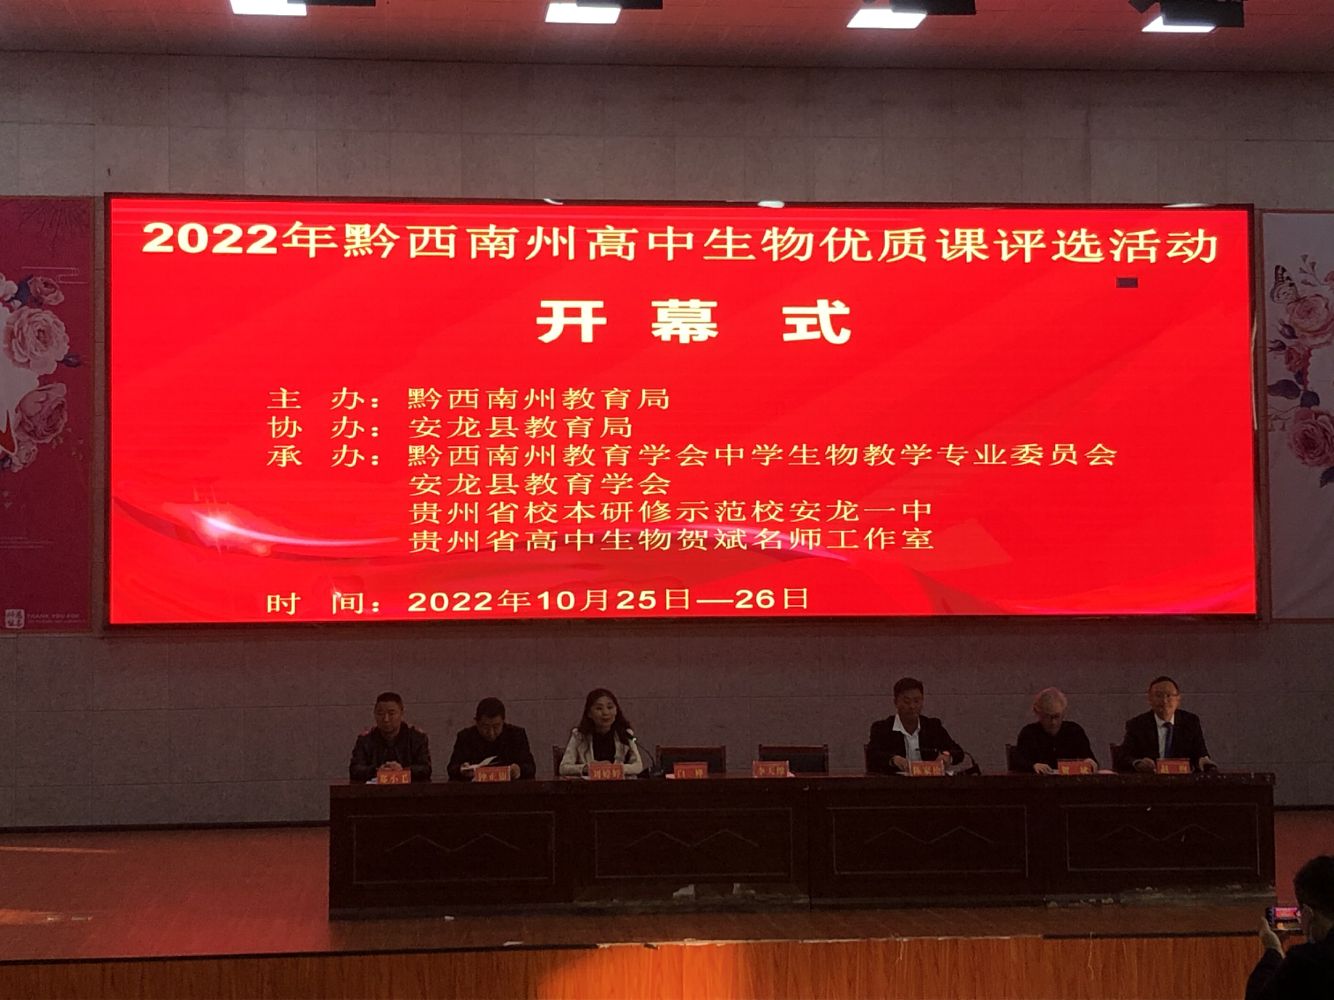 2022年黔西南州高中生物优质课评选活动
开 幕 式
主 办：黔西南州教育局
协 办：安龙县教育局
承 办：黔西南州教育学会中学生物教学专业委员会
安龙县教育学会
贵州省校本研修示范校安龙一中
贵州省高中生物贺斌名师工作室
时 间：2022年10月25日—26日
THANK YOU FOR